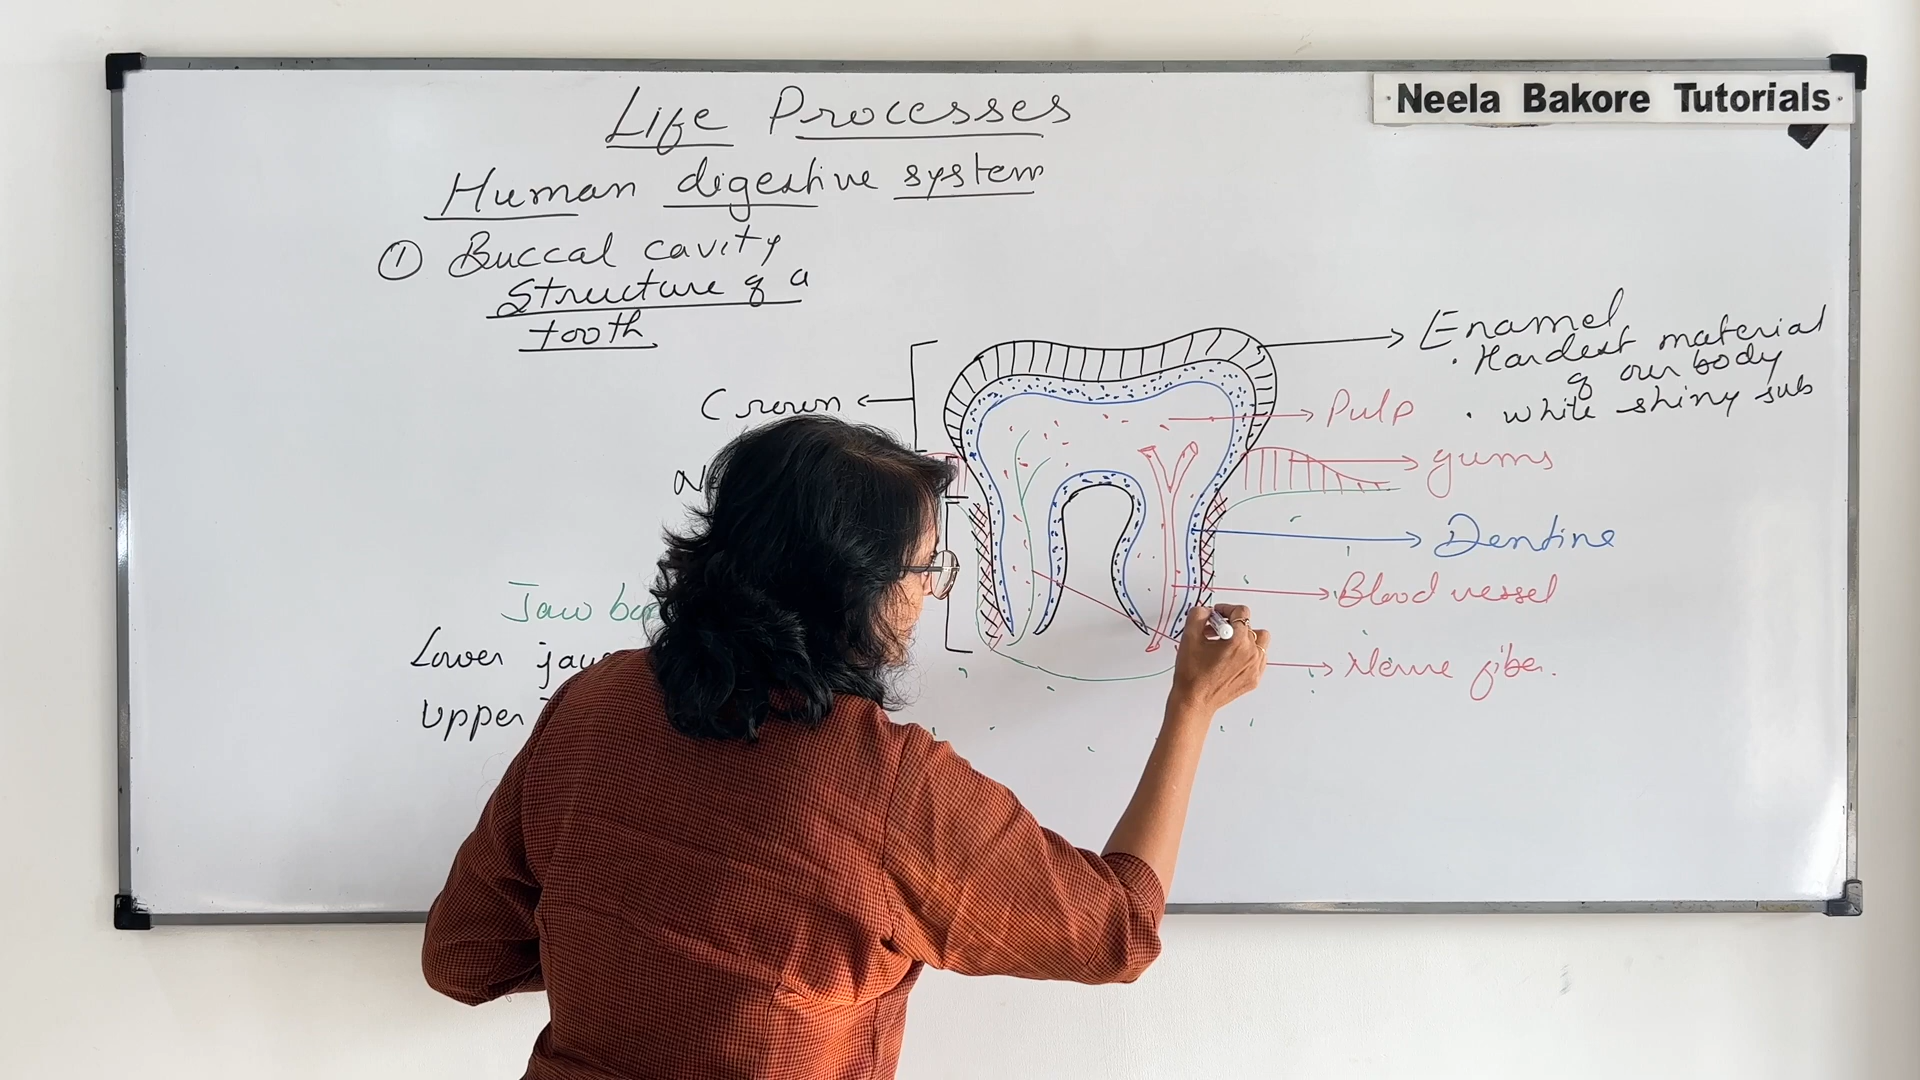 Neela Bakore Tutorials
Life Processes
Human digestive system
① Buccal cavity
Structure of a
tooth
Enamel
· Hardest material
of our body
· white shiny sub
Crown
Pulp
gums
Dentine
Jaw
Blood vessel
Lower
Nerve fiber.
Upper